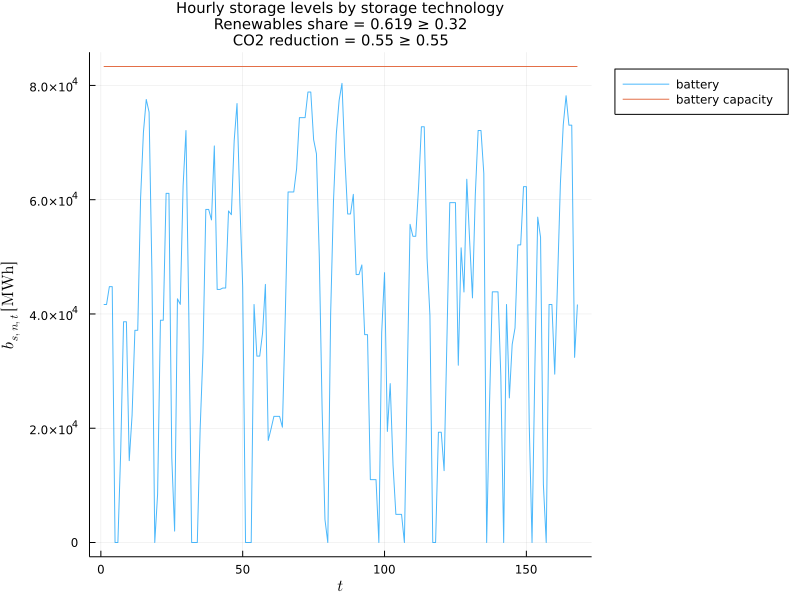 Hourly storage levels by storage technology
Renewables share = 0.619 ≥ 0.32
CO2 reduction = 0.55 ≥ 0.55
battery
battery capacity
8.0×10⁴
6.0×10⁴
4.0×10⁴
2.0×10⁴
0
b_{s,n,t} [MWh]
0 50 100 150
t